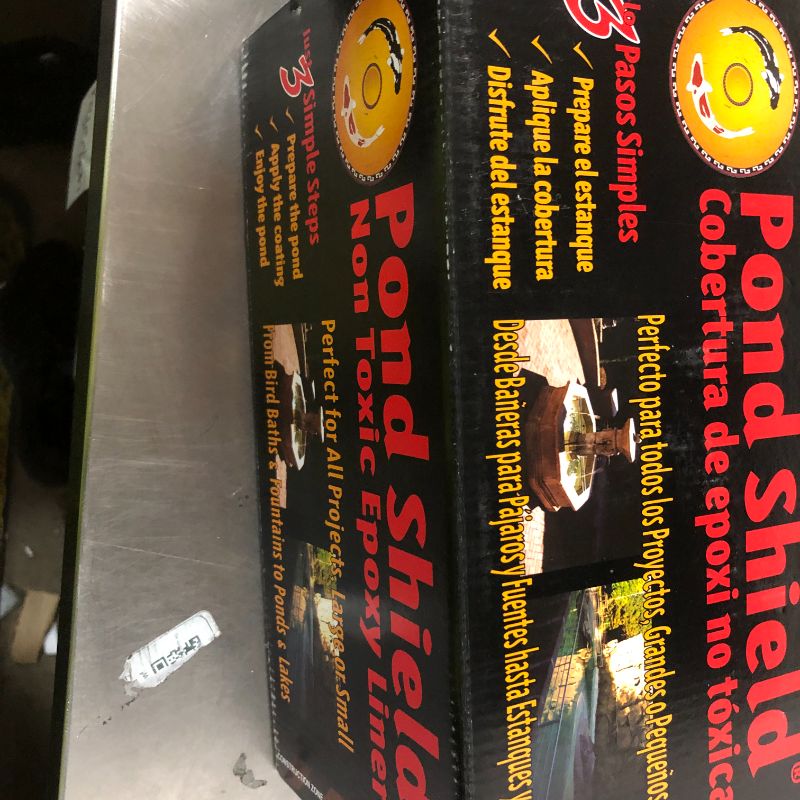 Pond Shield®
Cobertura de epoxi no tóxica
3 Pasos Simples
✓ Prepare el estanque
✓ Aplique la cobertura
✓ Disfrute del estanque
Perfecto para todos los Proyectos, Grandes o Pequeños
Desde Bañeras para Pájaros y Fuentes hasta Estanques y
Pond Shield
Non Toxic Epoxy Liner
Just 3 Simple Steps
✓ Prepare the pond
✓ Apply the coating
✓ Enjoy the pond
Perfect for All Projects, Large or Small
From Bird Baths & Fountains to Ponds & Lakes
CONSTRUCTION ZONE